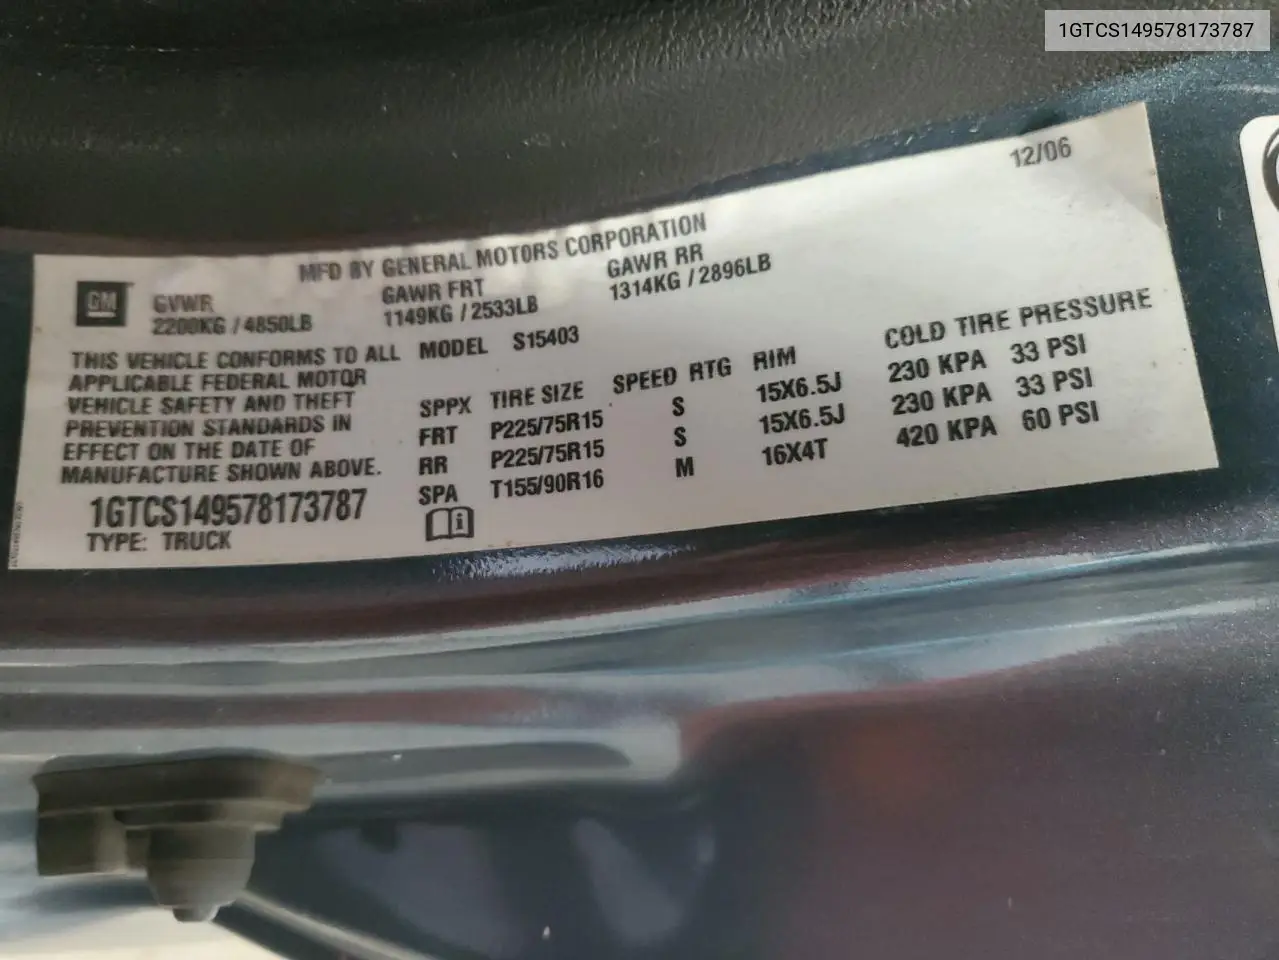 1GTCS149578173787
12/06
MFD BY GENERAL MOTORS CORPORATION
GM
GVWR GAWR FRT GAWR RR
2200KG / 4850LB 1149KG / 2533LB 1314KG / 2896LB
THIS VEHICLE CONFORMS TO ALL
APPLICABLE FEDERAL MOTOR
VEHICLE SAFETY AND THEFT
PREVENTION STANDARDS IN
EFFECT ON THE DATE OF
MANUFACTURE SHOWN ABOVE.
1GTCS149578173787
TYPE: TRUCK
MODEL S15403
SPPX TIRE SIZE SPEED RTG RIM COLD TIRE PRESSURE
FRT P225/75R15 S 15X6.5J 230 KPA 33 PSI
RR P225/75R15 S 15X6.5J 230 KPA 33 PSI
SPA T155/90R16 M 16X4T 420 KPA 60 PSI